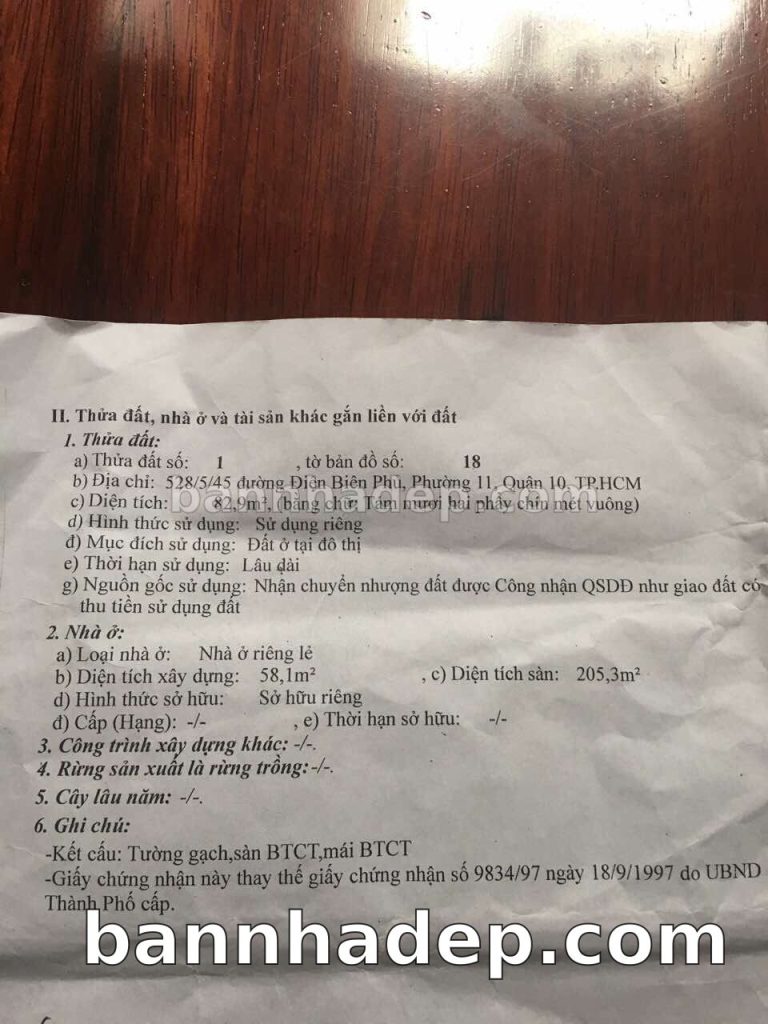 II. Thửa đất, nhà ở và tài sản khác gắn liền với đất
1. Thửa đất:
a) Thửa đất số: 1 , tờ bản đồ số: 18
b) Địa chỉ: 528/5/45 đường Điện Biên Phủ, Phường 11, Quận 10, TP.HCM
bannhadep.com
c) Diện tích: 82,9m², (bằng chữ: Tám mươi hai phẩy chín mét vuông)
d) Hình thức sử dụng: Sử dụng riêng
đ) Mục đích sử dụng: Đất ở tại đô thị
e) Thời hạn sử dụng: Lâu dài
g) Nguồn gốc sử dụng: Nhận chuyển nhượng đất được Công nhận QSDĐ như giao đất có
thu tiền sử dụng đất
2. Nhà ở:
a) Loại nhà ở: Nhà ở riêng lẻ
b) Diện tích xây dựng: 58,1m² , c) Diện tích sàn: 205,3m²
d) Hình thức sở hữu: Sở hữu riêng
đ) Cấp (Hạng): -/- , e) Thời hạn sở hữu: -/-
3. Công trình xây dựng khác: -/-.
4. Rừng sản xuất là rừng trồng:-/-.
5. Cây lâu năm: -/-.
6. Ghi chú:
-Kết cấu: Tường gạch,sàn BTCT,mái BTCT
-Giấy chứng nhận này thay thế giấy chứng nhận số 9834/97 ngày 18/9/1997 do UBND
Thành Phố cấp.
bannhadep.com